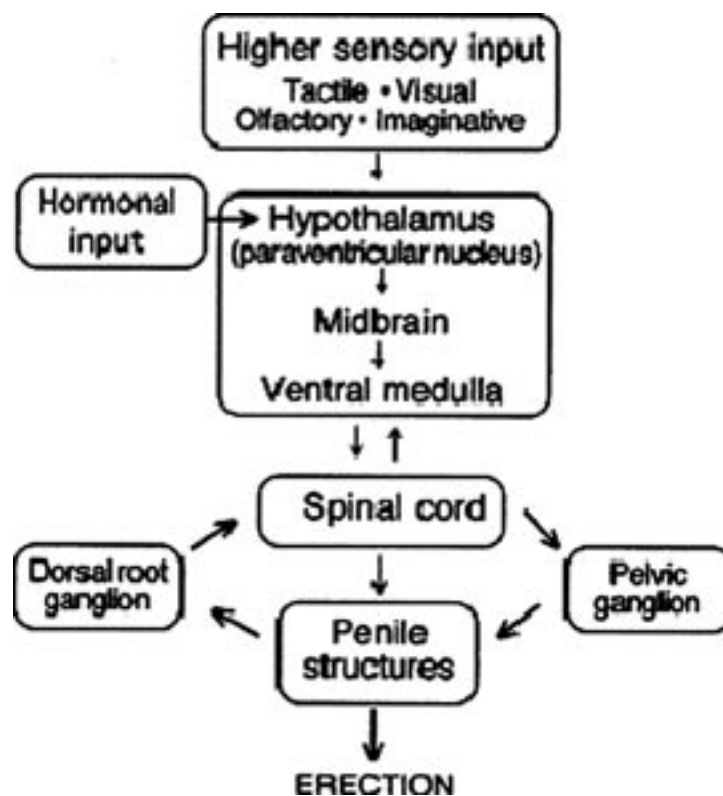 Higher sensory input
Tactile • Visual
Olfactory • Imaginative
Hormonal
input
Hypothalamus
(paraventricular nucleus)
Midbrain
Ventral medulla
Spinal cord
Dorsal root
ganglion
Pelvic
ganglion
Penile
structures
ERECTION